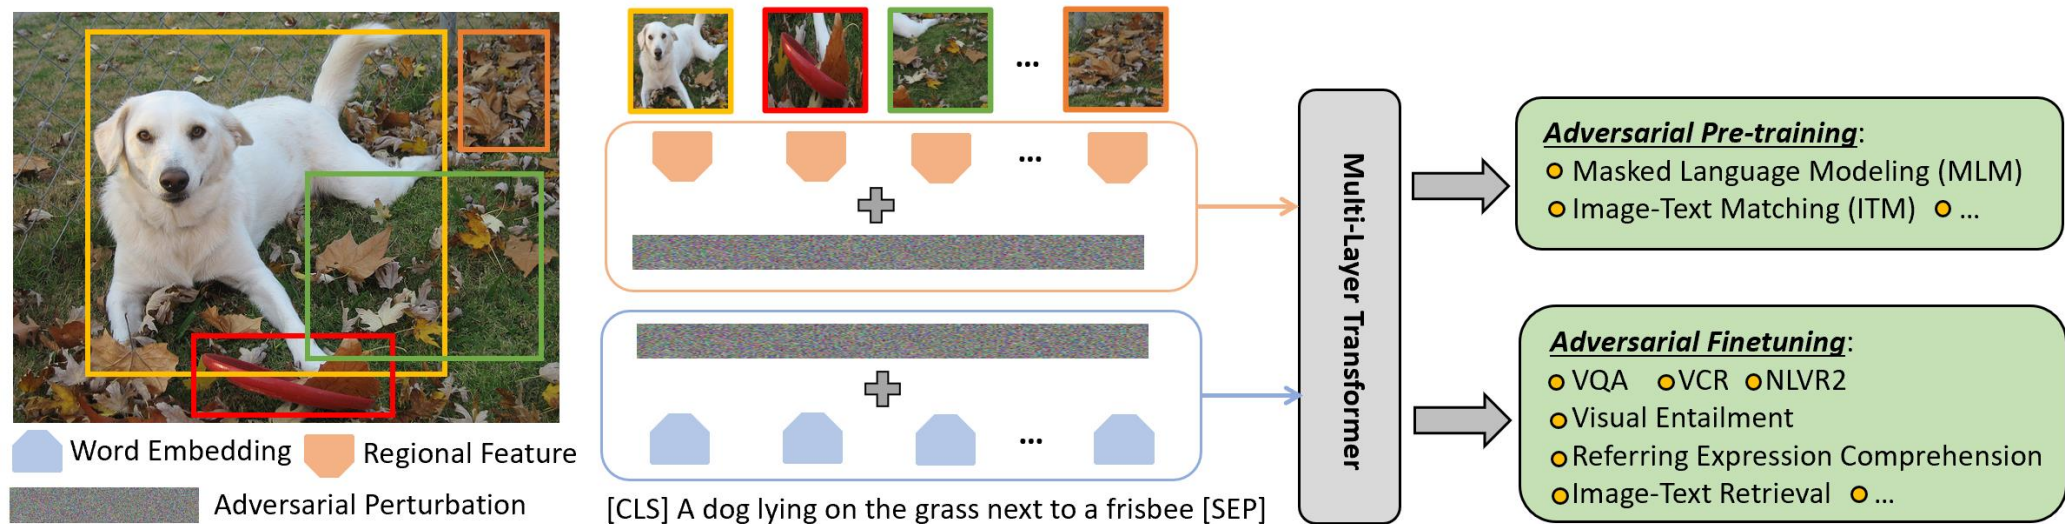 Word Embedding
Regional Feature
Adversarial Perturbation
...
...
...
[CLS] A dog lying on the grass next to a frisbee [SEP]
Multi-Layer Transformer
Adversarial Pre-training:
Masked Language Modeling (MLM)
Image-Text Matching (ITM) ...
Adversarial Finetuning:
VQA VCR NLVR2
Visual Entailment
Referring Expression Comprehension
Image-Text Retrieval ...